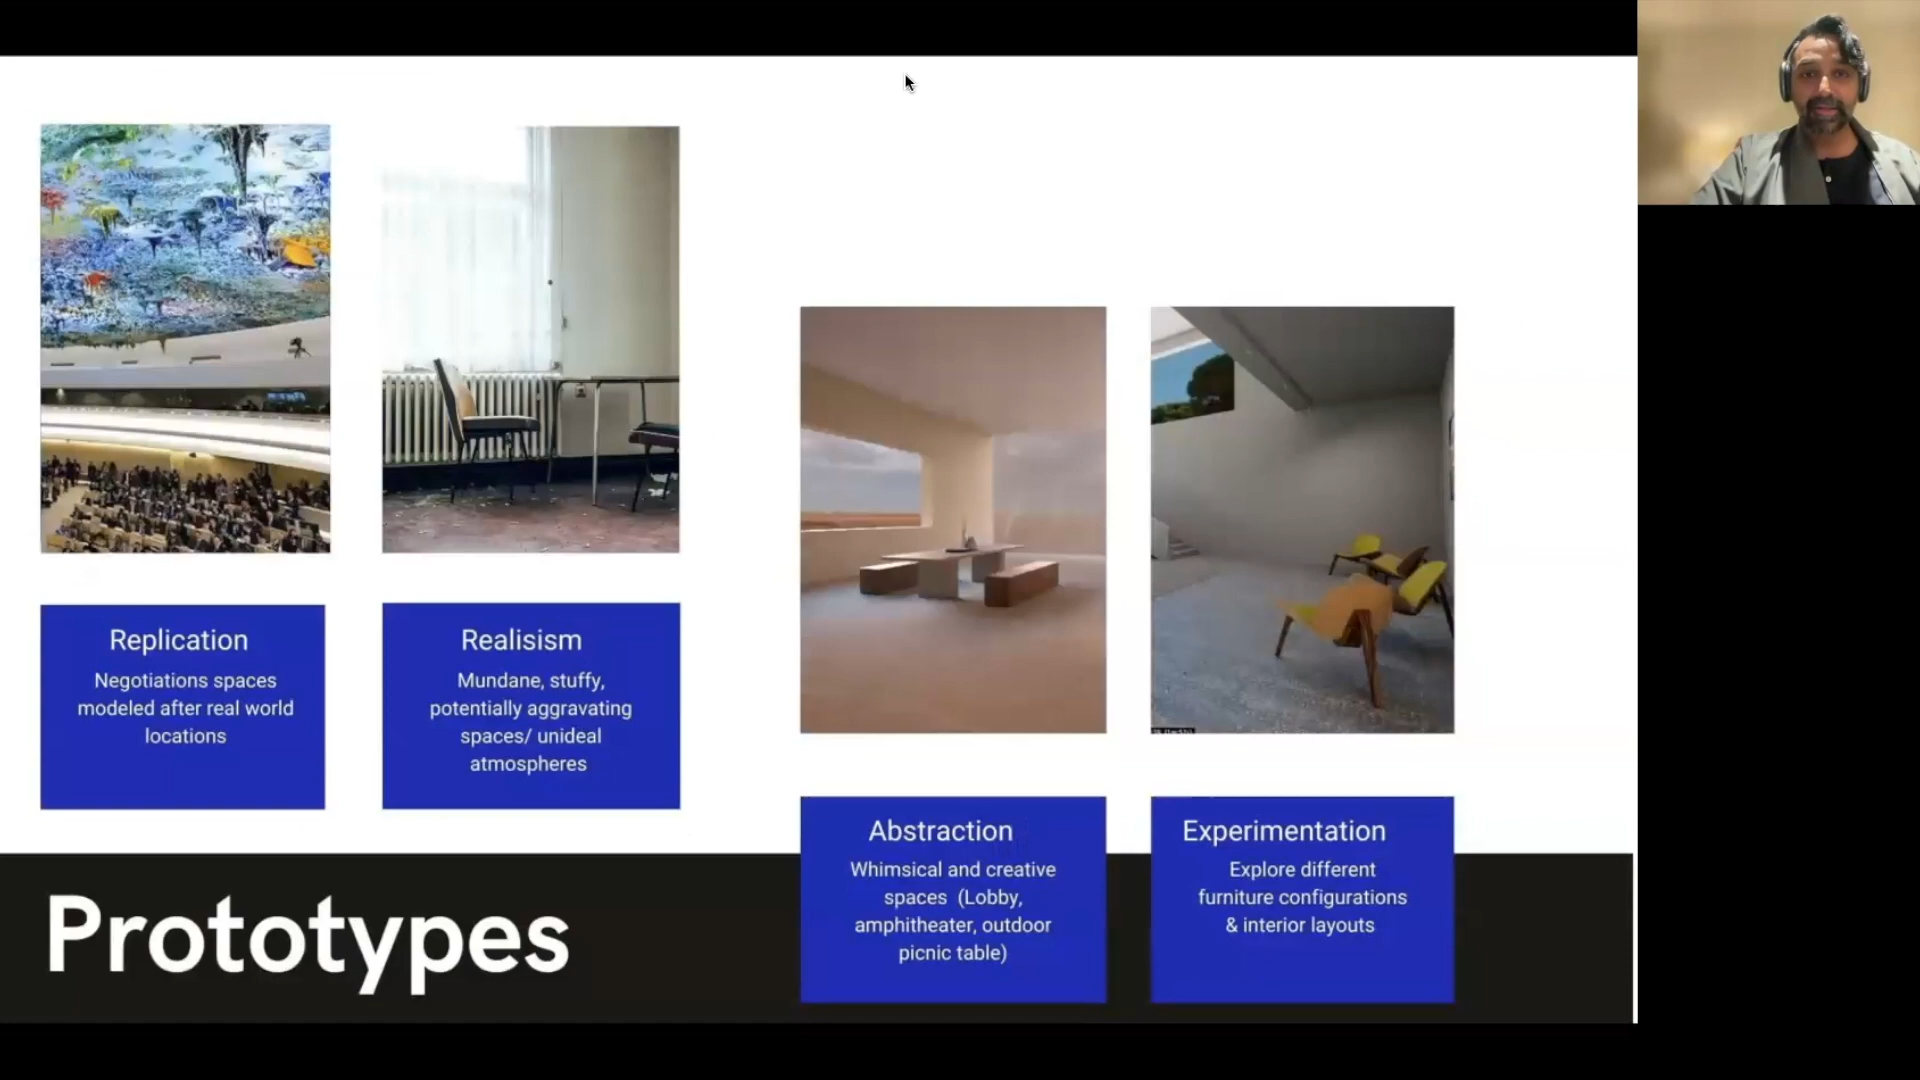 Replication
Negotiations spaces
modeled after real world
locations
Realisism
Mundane, stuffy,
potentially aggravating
spaces/ unideal
atmospheres
Abstraction
Whimsical and creative
spaces (Lobby,
amphitheater, outdoor
picnic table)
Experimentation
Explore different
furniture configurations
& interior layouts
Prototypes